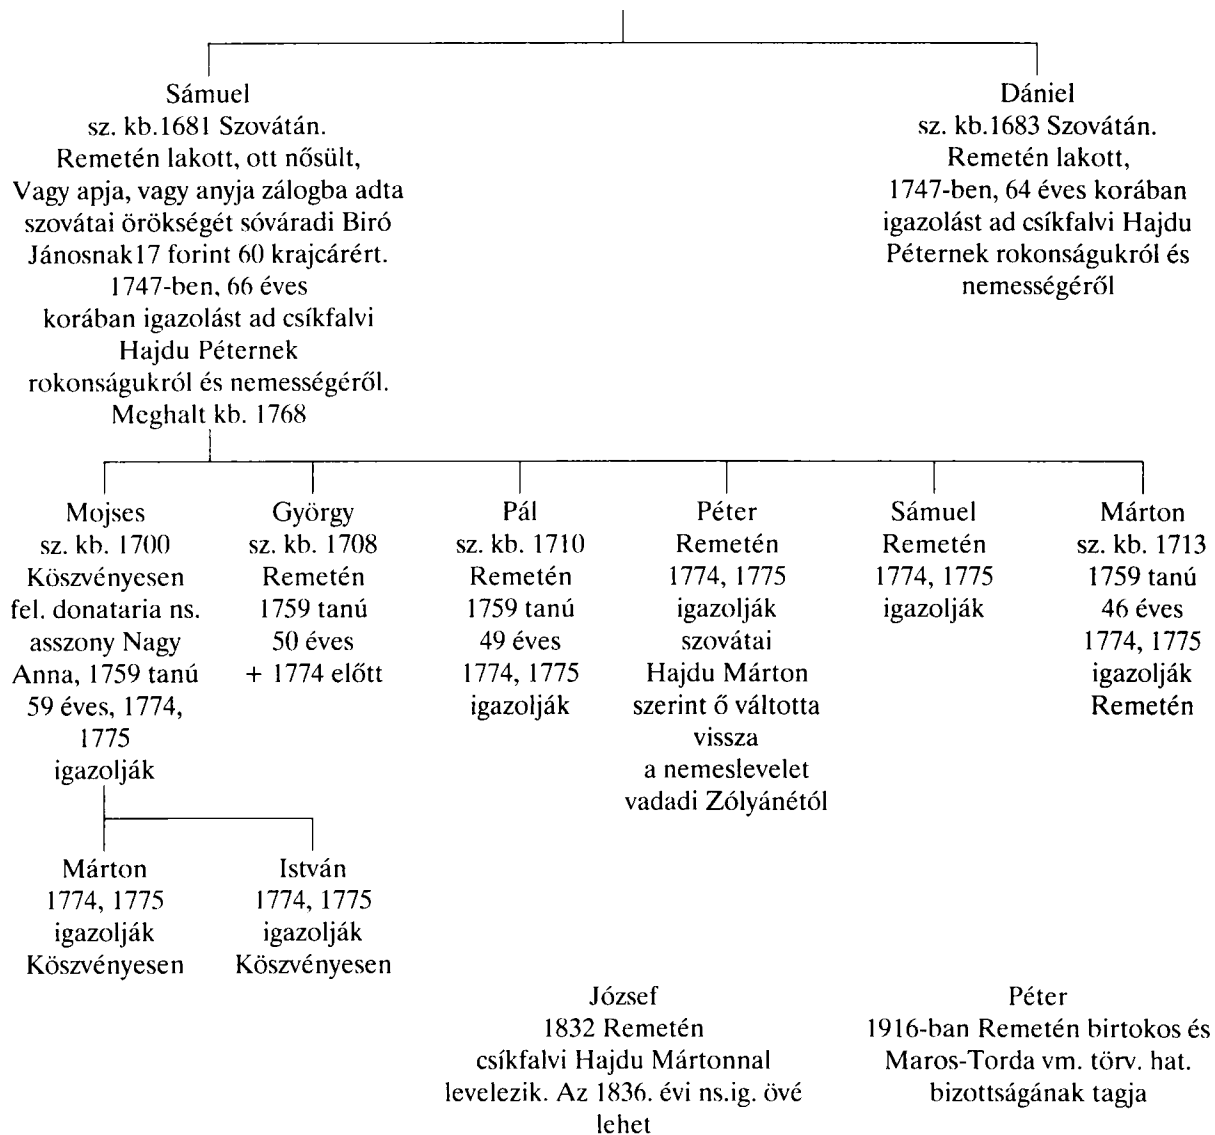 Sámuel
sz. kb.1681 Szovátán.
Remetén lakott, ott nősült,
Vagy apja, vagy anyja zálogba adta
szovátai örökségét sóváradi Biró
Jánosnak17 forint 60 krajcárért.
1747-ben, 66 éves
korában igazolást ad csíkfalvi
Hajdu Péternek
rokonságukról és nemességéről.
Meghalt kb. 1768
Dániel
sz. kb.1683 Szovátán.
Remetén lakott,
1747-ben, 64 éves korában
igazolást ad csíkfalvi Hajdu
Péternek rokonságukról és
nemességéről
Mojses
sz. kb. 1700
Köszvényesen
fel. donataria ns.
asszony Nagy
Anna, 1759 tanú
59 éves, 1774,
1775
igazolják
György
sz. kb. 1708
Remetén
1759 tanú
50 éves
+ 1774 előtt
Pál
sz. kb. 1710
Remetén
1759 tanú
49 éves
1774, 1775
igazolják
Péter
Remetén
1774, 1775
igazolják
szovátai
Hajdu Márton
szerint ő váltotta
vissza
a nemeslevelet
vadadi Zólyánétól
Sámuel
Remetén
1774, 1775
igazolják
Márton
sz. kb. 1713
1759 tanú
46 éves
1774, 1775
igazolják
Remetén
Márton
1774, 1775
igazolják
Köszvényesen
István
1774, 1775
igazolják
Köszvényesen
József
1832 Remetén
csíkfalvi Hajdu Mártonnal
levelezik. Az 1836. évi ns.ig. övé
lehet
Péter
1916-ban Remetén birtokos és
Maros-Torda vm. törv. hat.
bizottságának tagja